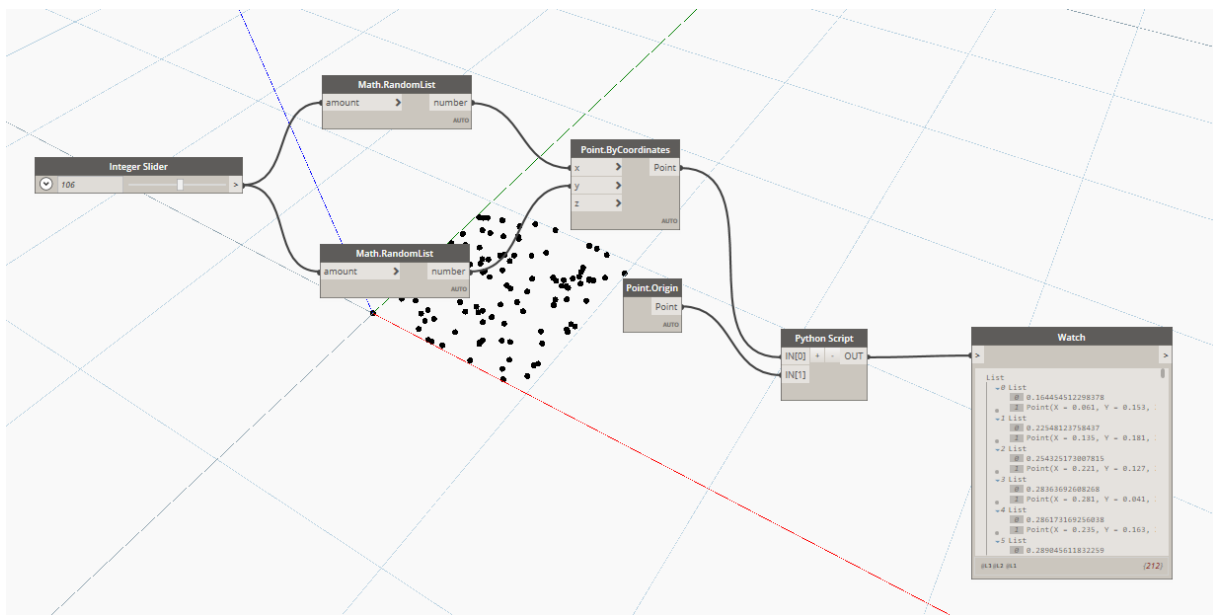 Math.RandomList
amount > number
AUTO
Integer Slider
106 >
Point.ByCoordinates
x > Point
y >
z >
AUTO
Math.RandomList
amount > number
AUTO
Point.Origin
Point
AUTO
Python Script
IN[0] + - OUT
IN[1]
Watch
> >
List
0 List
0 0.164454512298378
1 Point(X = 0.061, Y = 0.153,
1 List
0 0.22548123758437
1 Point(X = 0.135, Y = 0.181,
2 List
0 0.254325173007815
1 Point(X = 0.221, Y = 0.127,
3 List
0 0.28363692608268
1 Point(X = 0.281, Y = 0.041,
4 List
0 0.286173169256038
1 Point(X = 0.235, Y = 0.163,
5 List
0 0.289045611832259
@L3 @L2 @L1 {212}